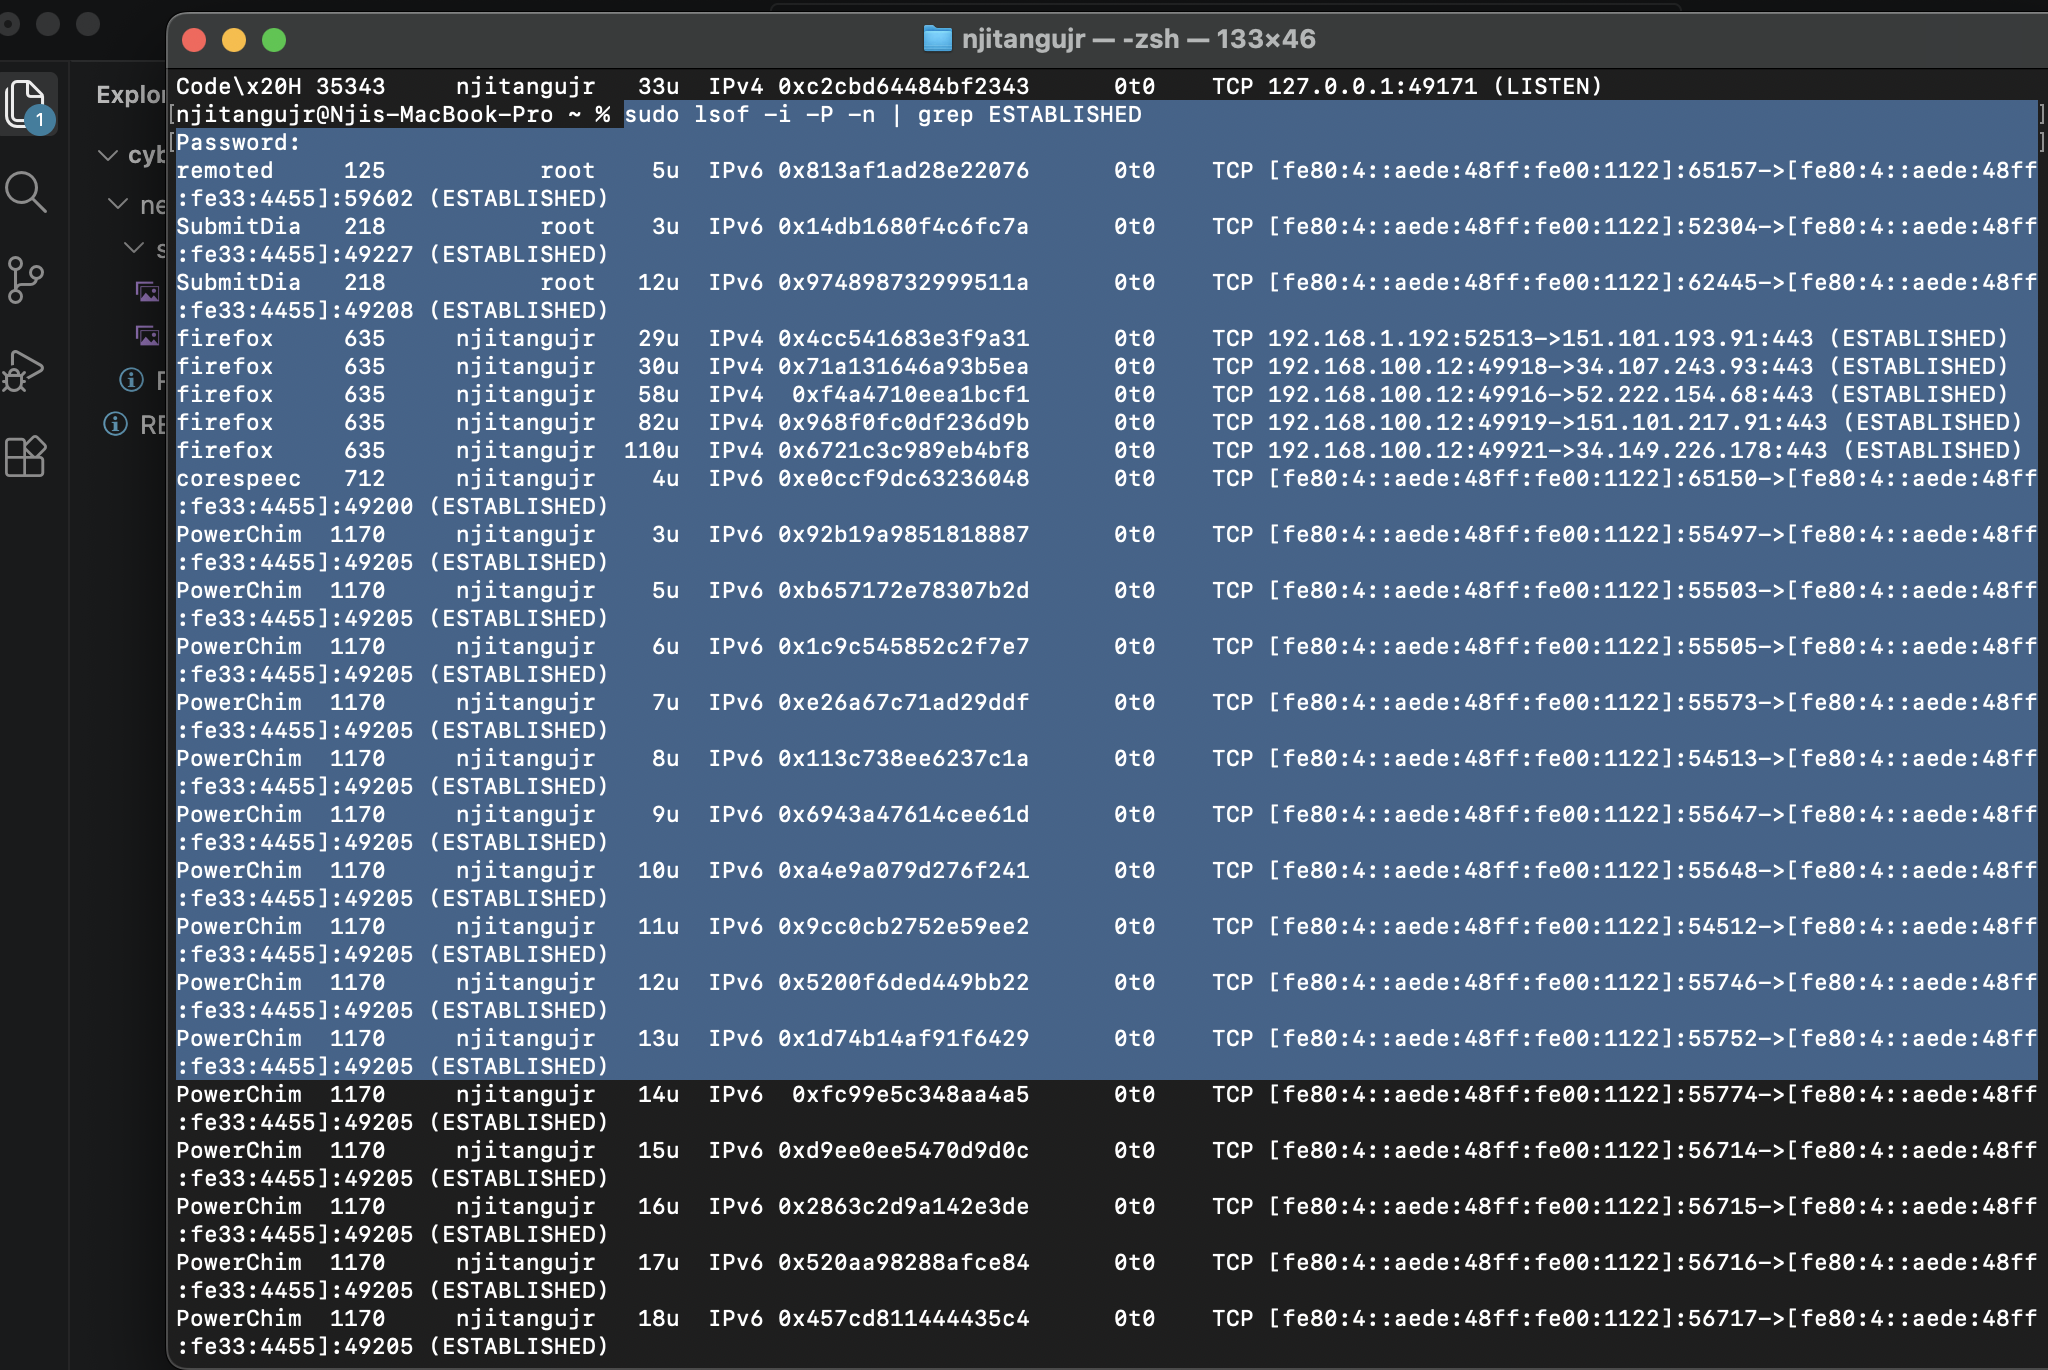 njitangujr — -zsh — 133×46
1
Explo
cyb
ne
s
RE
Code\x20H 35343 njitangujr 33u IPv4 0xc2cbd64484bf2343 0t0 TCP 127.0.0.1:49171 (LISTEN)
[njitangujr@Njis-MacBook-Pro ~ % sudo lsof -i -P -n | grep ESTABLISHED ]
[Password: ]
remoted 125 root 5u IPv6 0x813af1ad28e22076 0t0 TCP [fe80:4::aede:48ff:fe00:1122]:65157->[fe80:4::aede:48ff
:fe33:4455]:59602 (ESTABLISHED)
SubmitDia 218 root 3u IPv6 0x14db1680f4c6fc7a 0t0 TCP [fe80:4::aede:48ff:fe00:1122]:52304->[fe80:4::aede:48ff
:fe33:4455]:49227 (ESTABLISHED)
SubmitDia 218 root 12u IPv6 0x974898732999511a 0t0 TCP [fe80:4::aede:48ff:fe00:1122]:62445->[fe80:4::aede:48ff
:fe33:4455]:49208 (ESTABLISHED)
firefox 635 njitangujr 29u IPv4 0x4cc541683e3f9a31 0t0 TCP 192.168.1.192:52513->151.101.193.91:443 (ESTABLISHED)
firefox 635 njitangujr 30u IPv4 0x71a131646a93b5ea 0t0 TCP 192.168.100.12:49918->34.107.243.93:443 (ESTABLISHED)
firefox 635 njitangujr 58u IPv4 0xf4a4710eea1bcf1 0t0 TCP 192.168.100.12:49916->52.222.154.68:443 (ESTABLISHED)
firefox 635 njitangujr 82u IPv4 0x968f0fc0df236d9b 0t0 TCP 192.168.100.12:49919->151.101.217.91:443 (ESTABLISHED)
firefox 635 njitangujr 110u IPv4 0x6721c3c989eb4bf8 0t0 TCP 192.168.100.12:49921->34.149.226.178:443 (ESTABLISHED)
corespeec 712 njitangujr 4u IPv6 0xe0ccf9dc63236048 0t0 TCP [fe80:4::aede:48ff:fe00:1122]:65150->[fe80:4::aede:48ff
:fe33:4455]:49200 (ESTABLISHED)
PowerChim 1170 njitangujr 3u IPv6 0x92b19a9851818887 0t0 TCP [fe80:4::aede:48ff:fe00:1122]:55497->[fe80:4::aede:48ff
:fe33:4455]:49205 (ESTABLISHED)
PowerChim 1170 njitangujr 5u IPv6 0xb657172e78307b2d 0t0 TCP [fe80:4::aede:48ff:fe00:1122]:55503->[fe80:4::aede:48ff
:fe33:4455]:49205 (ESTABLISHED)
PowerChim 1170 njitangujr 6u IPv6 0x1c9c545852c2f7e7 0t0 TCP [fe80:4::aede:48ff:fe00:1122]:55505->[fe80:4::aede:48ff
:fe33:4455]:49205 (ESTABLISHED)
PowerChim 1170 njitangujr 7u IPv6 0xe26a67c71ad29ddf 0t0 TCP [fe80:4::aede:48ff:fe00:1122]:55573->[fe80:4::aede:48ff
:fe33:4455]:49205 (ESTABLISHED)
PowerChim 1170 njitangujr 8u IPv6 0x113c738ee6237c1a 0t0 TCP [fe80:4::aede:48ff:fe00:1122]:54513->[fe80:4::aede:48ff
:fe33:4455]:49205 (ESTABLISHED)
PowerChim 1170 njitangujr 9u IPv6 0x6943a47614cee61d 0t0 TCP [fe80:4::aede:48ff:fe00:1122]:55647->[fe80:4::aede:48ff
:fe33:4455]:49205 (ESTABLISHED)
PowerChim 1170 njitangujr 10u IPv6 0xa4e9a079d276f241 0t0 TCP [fe80:4::aede:48ff:fe00:1122]:55648->[fe80:4::aede:48ff
:fe33:4455]:49205 (ESTABLISHED)
PowerChim 1170 njitangujr 11u IPv6 0x9cc0cb2752e59ee2 0t0 TCP [fe80:4::aede:48ff:fe00:1122]:54512->[fe80:4::aede:48ff
:fe33:4455]:49205 (ESTABLISHED)
PowerChim 1170 njitangujr 12u IPv6 0x5200f6ded449bb22 0t0 TCP [fe80:4::aede:48ff:fe00:1122]:55746->[fe80:4::aede:48ff
:fe33:4455]:49205 (ESTABLISHED)
PowerChim 1170 njitangujr 13u IPv6 0x1d74b14af91f6429 0t0 TCP [fe80:4::aede:48ff:fe00:1122]:55752->[fe80:4::aede:48ff
:fe33:4455]:49205 (ESTABLISHED)
PowerChim 1170 njitangujr 14u IPv6 0xfc99e5c348aa4a5 0t0 TCP [fe80:4::aede:48ff:fe00:1122]:55774->[fe80:4::aede:48ff
:fe33:4455]:49205 (ESTABLISHED)
PowerChim 1170 njitangujr 15u IPv6 0xd9ee0ee5470d9d0c 0t0 TCP [fe80:4::aede:48ff:fe00:1122]:56714->[fe80:4::aede:48ff
:fe33:4455]:49205 (ESTABLISHED)
PowerChim 1170 njitangujr 16u IPv6 0x2863c2d9a142e3de 0t0 TCP [fe80:4::aede:48ff:fe00:1122]:56715->[fe80:4::aede:48ff
:fe33:4455]:49205 (ESTABLISHED)
PowerChim 1170 njitangujr 17u IPv6 0x520aa98288afce84 0t0 TCP [fe80:4::aede:48ff:fe00:1122]:56716->[fe80:4::aede:48ff
:fe33:4455]:49205 (ESTABLISHED)
PowerChim 1170 njitangujr 18u IPv6 0x457cd811444435c4 0t0 TCP [fe80:4::aede:48ff:fe00:1122]:56717->[fe80:4::aede:48ff
:fe33:4455]:49205 (ESTABLISHED)